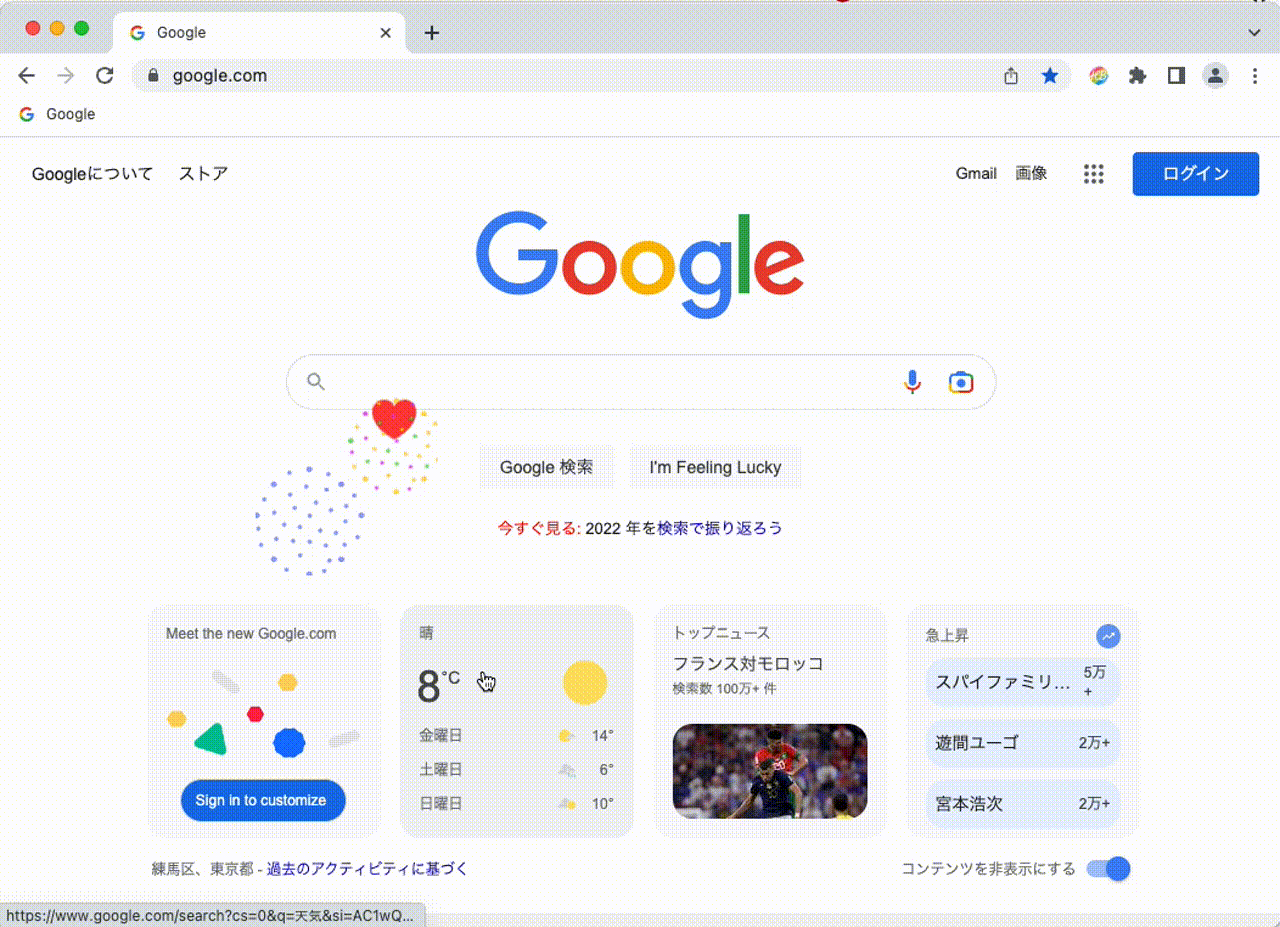 Google
google.com
Google
Googleについて ストア Gmail 画像 ログイン
Google
Google 検索 I'm Feeling Lucky
今すぐ見る: 2022 年を検索で振り返ろう
Meet the new Google.com
Sign in to customize
晴
8°C
金曜日 14°
土曜日 6°
日曜日 10°
トップニュース
フランス対モロッコ
検索数 100万+ 件
急上昇
スパイファミリ... 5万+
遊間ユーゴ 2万+
宮本浩次 2万+
練馬区、東京都 - 過去のアクティビティに基づく
コンテンツを非表示にする
https://www.google.com/search?cs=0&q=天気&si=AC1wQ...